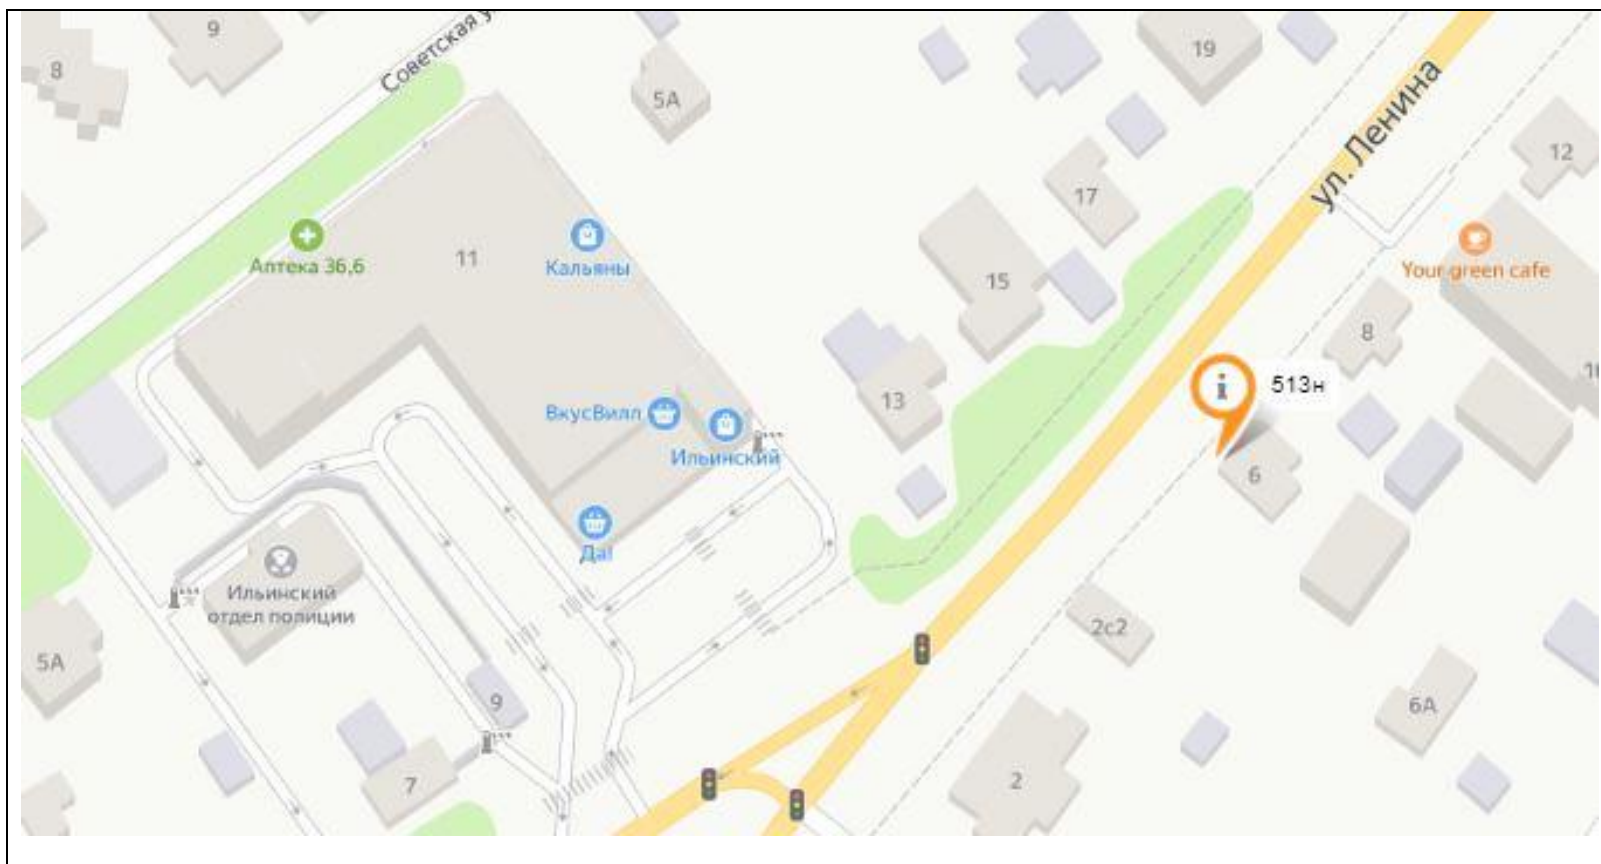 9
Советская у
19
8
5А
ул. Ленина
12
17
11
Аптека 36,6
Кальяны
Your green cafe
15
8
513н
13
ВкусВилл
Ильинский
6
Да!
Ильинский
отдел полиции
2с2
5А
9
6А
7
2